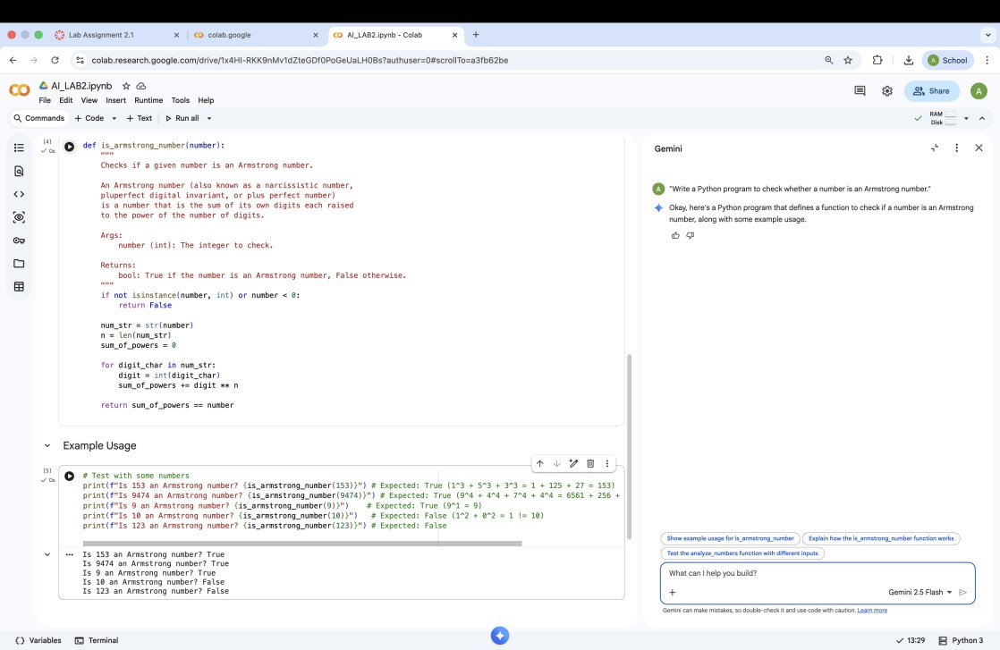 Lab Assignment 2.1
colab.google
AI_LAB2.ipynb - Colab
colab.research.google.com/drive/1x4HI-RKK9nMv1dZteGDf0PoGeUaLH0Bs?authuser=0#scrollTo=a3fb62be
A School
AI_LAB2.ipynb
File Edit View Insert Runtime Tools Help
Share
A
Commands + Code + Text Run all
RAM
Disk
[4]
0s
def is_armstrong_number(number):
"""
Checks if a given number is an Armstrong number.
An Armstrong number (also known as a narcissistic number,
pluperfect digital invariant, or plus perfect number)
is a number that is the sum of its own digits each raised
to the power of the number of digits.
Args:
number (int): The integer to check.
Returns:
bool: True if the number is an Armstrong number, False otherwise.
"""
if not isinstance(number, int) or number < 0:
return False
num_str = str(number)
n = len(num_str)
sum_of_powers = 0
for digit_char in num_str:
digit = int(digit_char)
sum_of_powers += digit ** n
return sum_of_powers == number
Example Usage
[5]
0s
# Test with some numbers
print(f"Is 153 an Armstrong number? {is_armstrong_number(153)}") # Expected: True (1^3 + 5^3 + 3^3 = 1 + 125 + 27 = 153)
print(f"Is 9474 an Armstrong number? {is_armstrong_number(9474)}") # Expected: True (9^4 + 4^4 + 7^4 + 4^4 = 6561 + 256 +
print(f"Is 9 an Armstrong number? {is_armstrong_number(9)}") # Expected: True (9^1 = 9)
print(f"Is 10 an Armstrong number? {is_armstrong_number(10)}") # Expected: False (1^2 + 0^2 = 1 != 10)
print(f"Is 123 an Armstrong number? {is_armstrong_number(123)}") # Expected: False
Is 153 an Armstrong number? True
Is 9474 an Armstrong number? True
Is 9 an Armstrong number? True
Is 10 an Armstrong number? False
Is 123 an Armstrong number? False
Gemini
A "Write a Python program to check whether a number is an Armstrong number."
Okay, here's a Python program that defines a function to check if a number is an Armstrong
number, along with some example usage.
Show example usage for is_armstrong_number Explain how the is_armstrong_number function works
Test the analyze_numbers function with different inputs
What can I help you build?
Gemini 2.5 Flash
Gemini can make mistakes, so double-check it and use code with caution. Learn more
Variables Terminal
13:29 Python 3